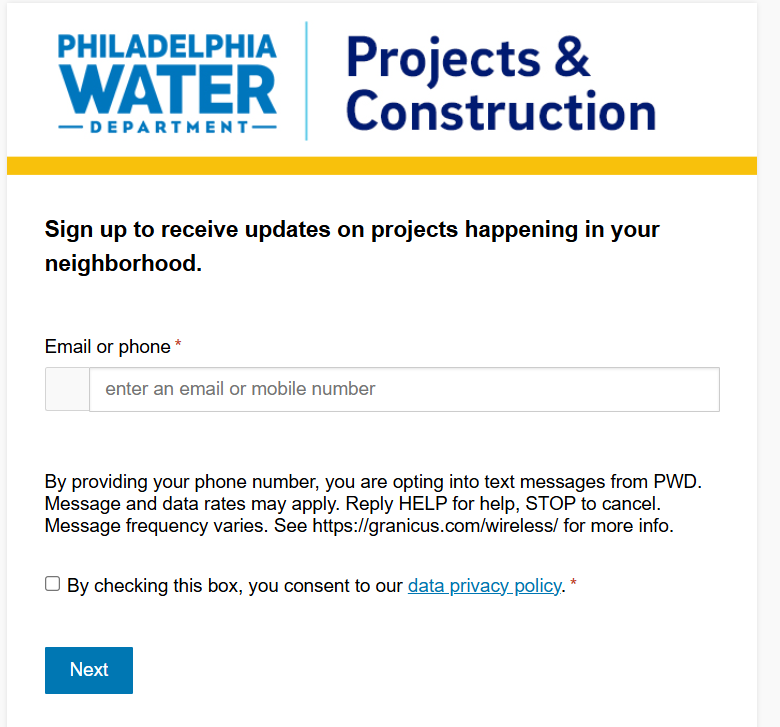 PHILADELPHIA
WATER
DEPARTMENT
Projects &
Construction
Sign up to receive updates on projects happening in your
neighborhood.
Email or phone *
enter an email or mobile number
By providing your phone number, you are opting into text messages from PWD.
Message and data rates may apply. Reply HELP for help, STOP to cancel.
Message frequency varies. See https://granicus.com/wireless/ for more info.
By checking this box, you consent to our data privacy policy. *
Next